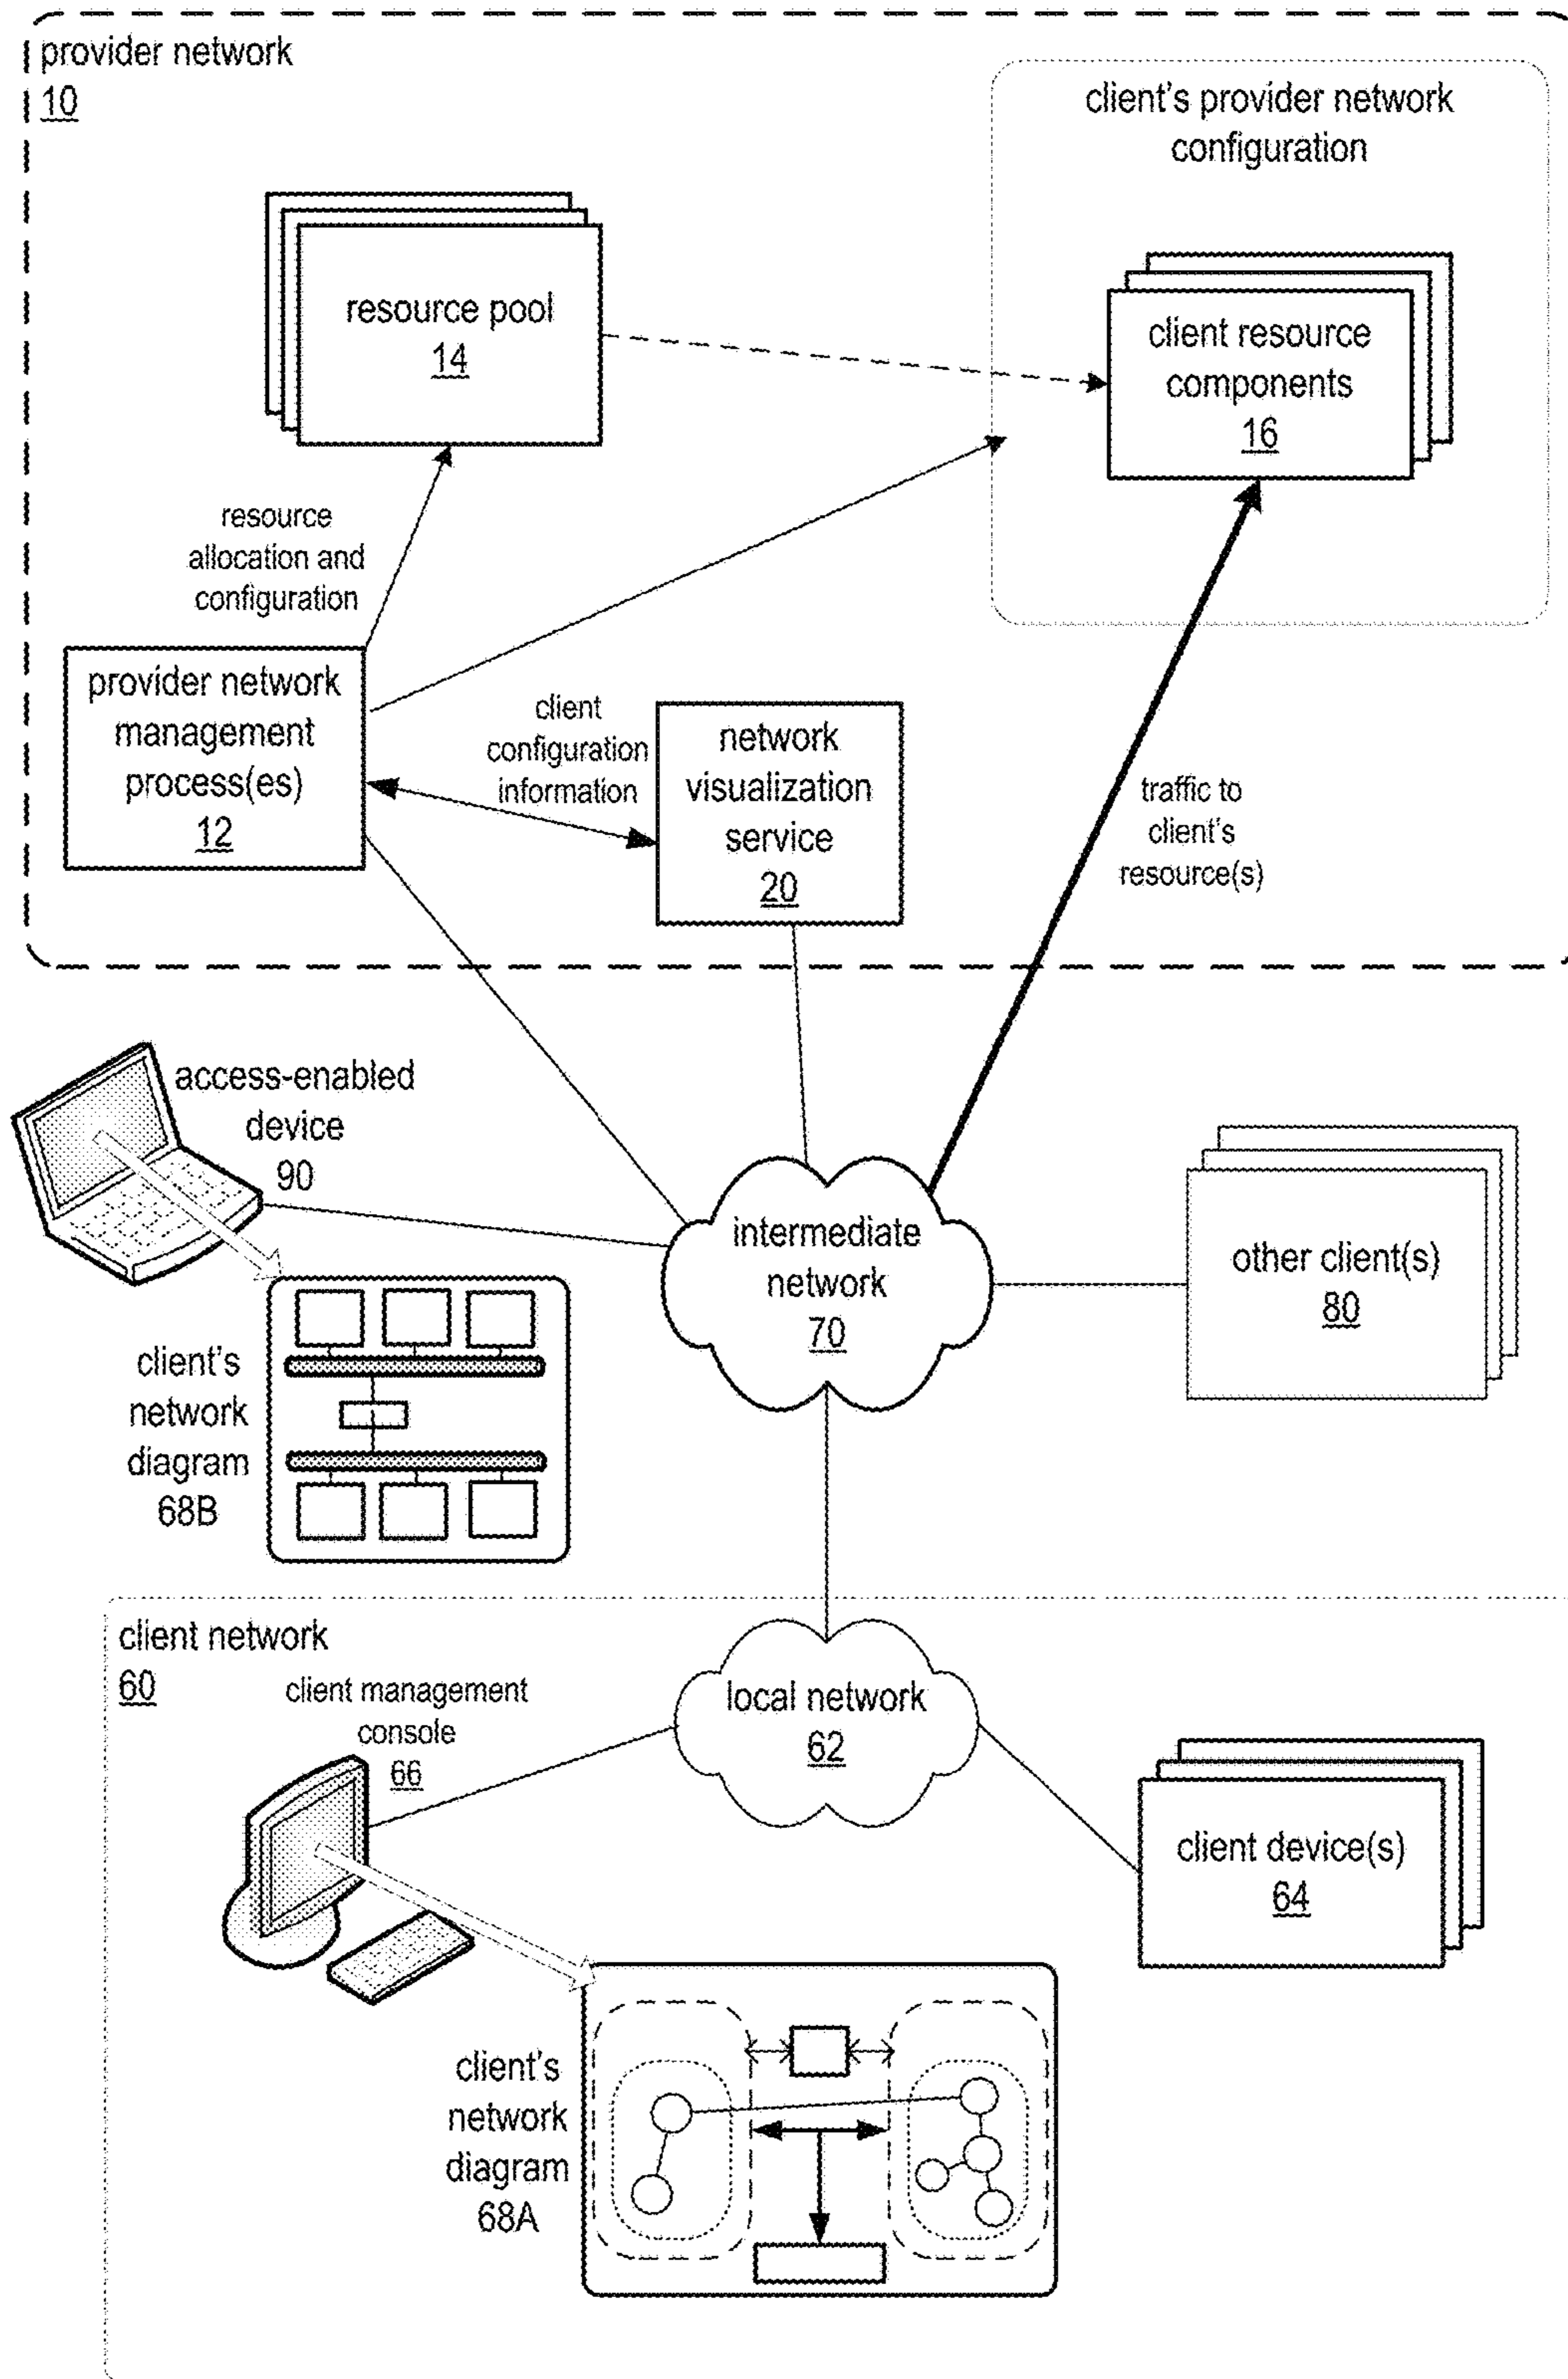 provider network
10
client's provider network
configuration
resource pool
14
client resource
components
16
resource
allocation and
configuration
provider network
management
process(es)
12
client
configuration
information
network
visualization
service
20
traffic to
client's
resource(s)
access-enabled
device
90
intermediate
network
70
other client(s)
80
client's
network
diagram
68B
client network
60
client management
console
66
local network
62
client device(s)
64
client's
network
diagram
68A